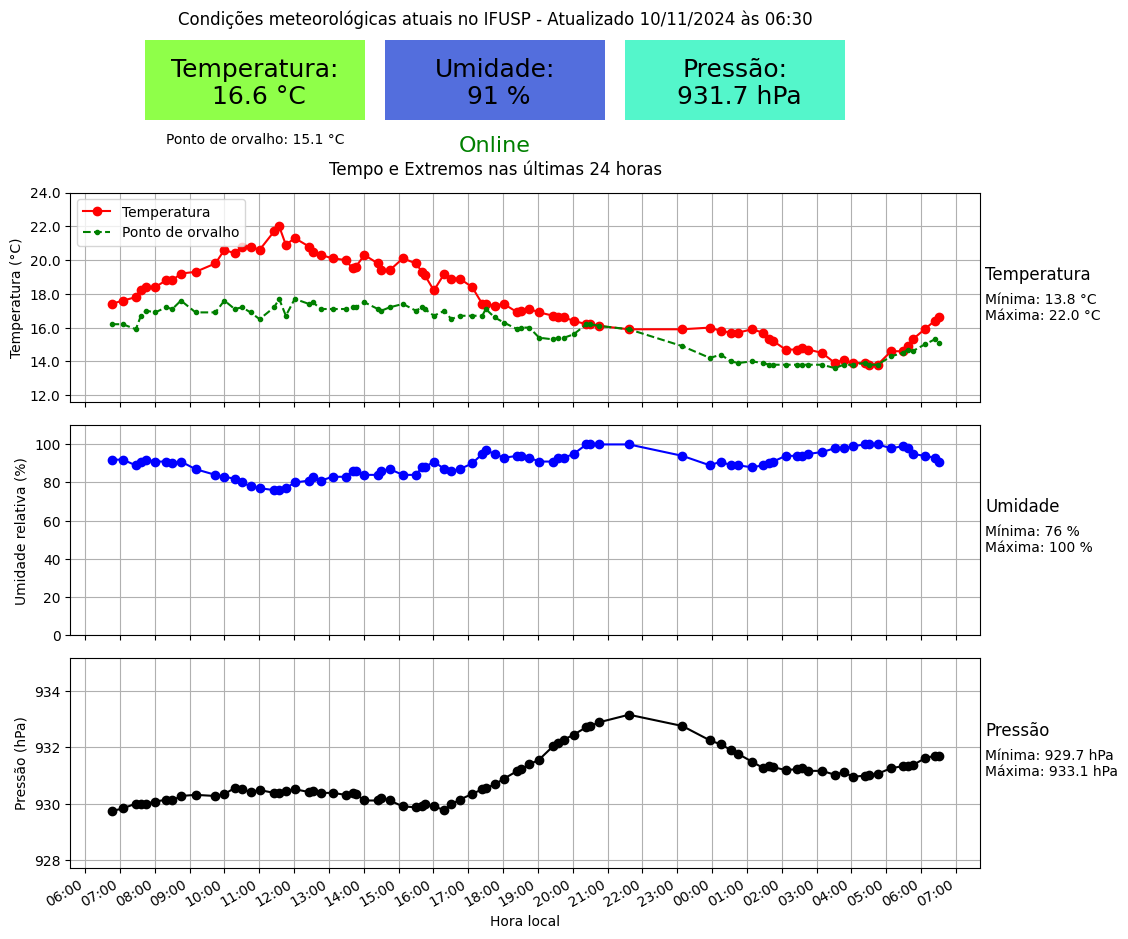 Condições meteorológicas atuais no IFUSP - Atualizado 10/11/2024 às 06:30
Temperatura:
16.6 °C
Umidade:
91 %
Pressão:
931.7 hPa
Ponto de orvalho: 15.1 °C
Online
Tempo e Extremos nas últimas 24 horas
Temperatura (°C)
24.0
22.0
20.0
18.0
16.0
14.0
12.0
Temperatura
Ponto de orvalho
Temperatura
Mínima: 13.8 °C
Máxima: 22.0 °C
Umidade relativa (%)
100
80
60
40
20
0
Umidade
Mínima: 76 %
Máxima: 100 %
Pressão (hPa)
934
932
930
928
Pressão
Mínima: 929.7 hPa
Máxima: 933.1 hPa
06:00 07:00 08:00 09:00 10:00 11:00 12:00 13:00 14:00 15:00 16:00 17:00 18:00 19:00 20:00 21:00 22:00 23:00 00:00 01:00 02:00 03:00 04:00 05:00 06:00 07:00
Hora local